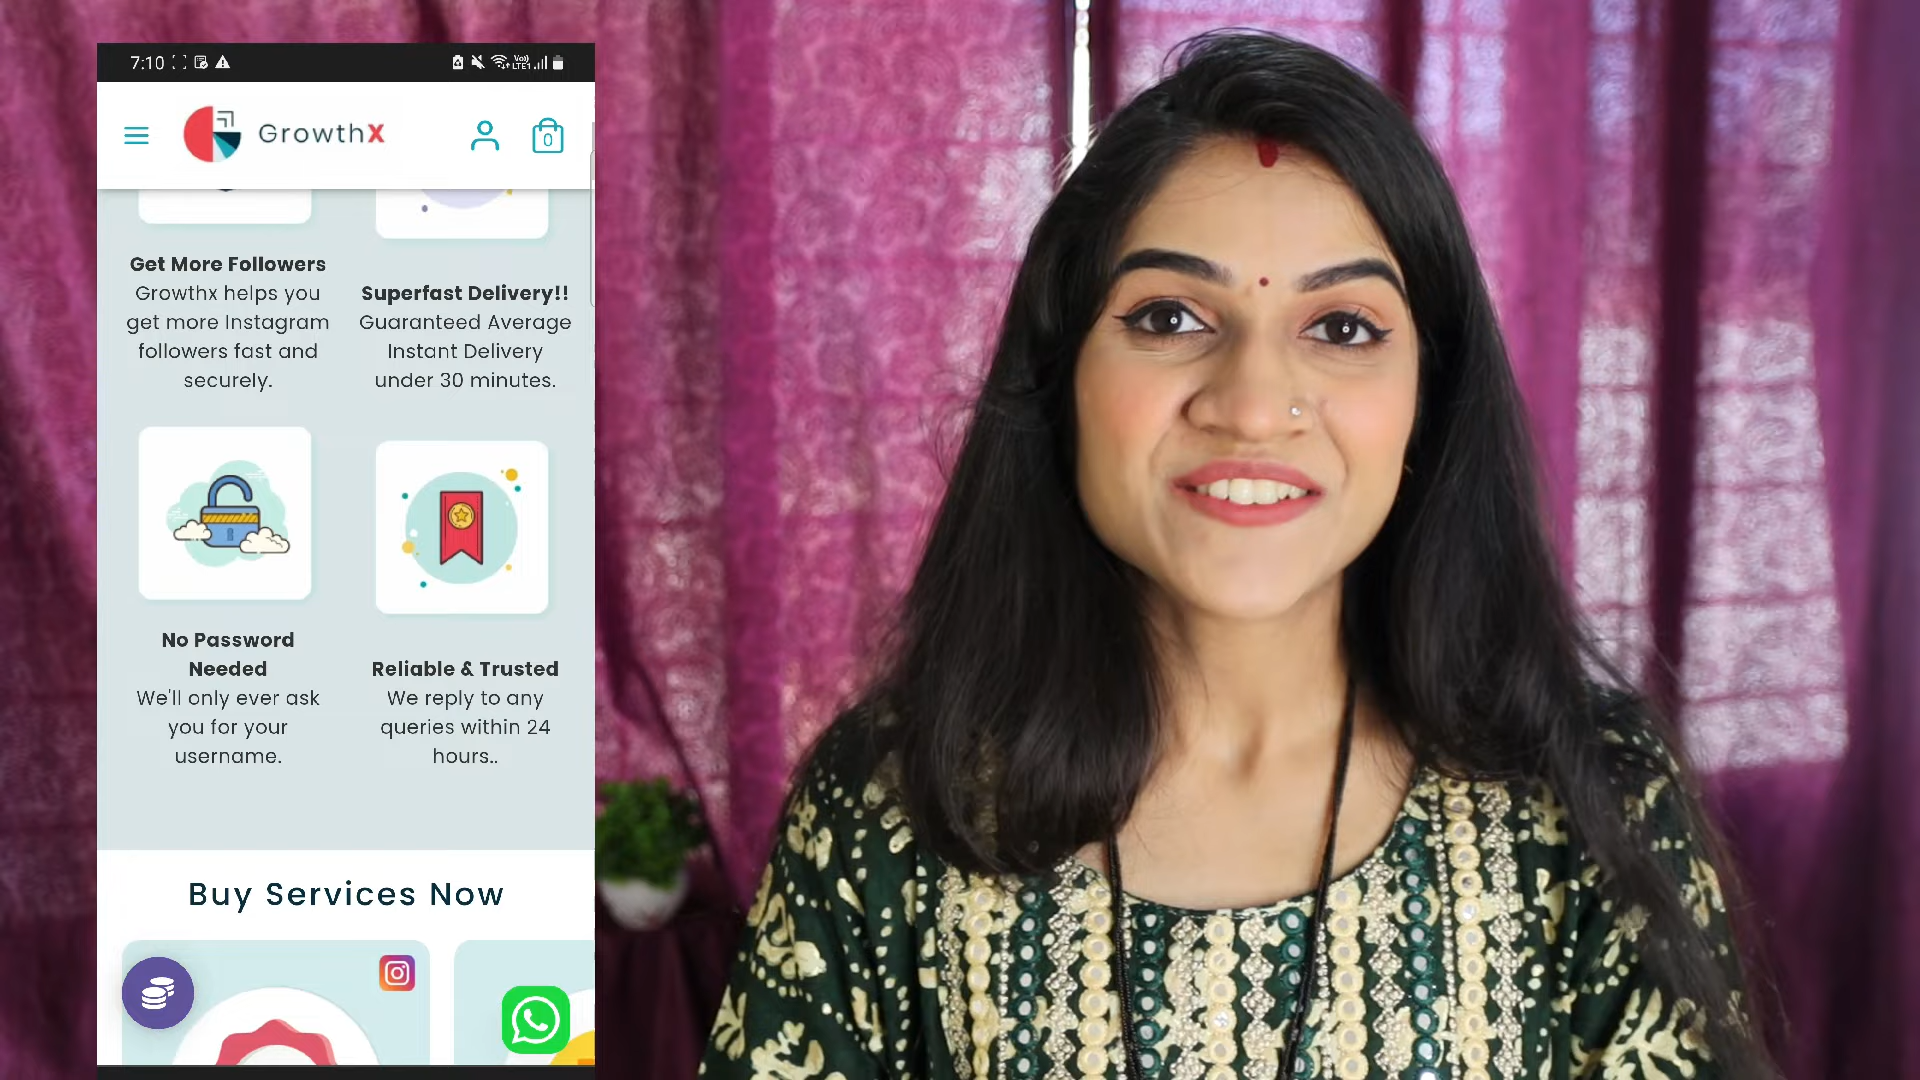 7:10
Vo)
LTE1
GrowthX
0
Get More Followers
Growthx helps you
get more Instagram
followers fast and
securely.
Superfast Delivery!!
Guaranteed Average
Instant Delivery
under 30 minutes.
No Password
Needed
We'll only ever ask
you for your
username.
Reliable & Trusted
We reply to any
queries within 24
hours..
Buy Services Now